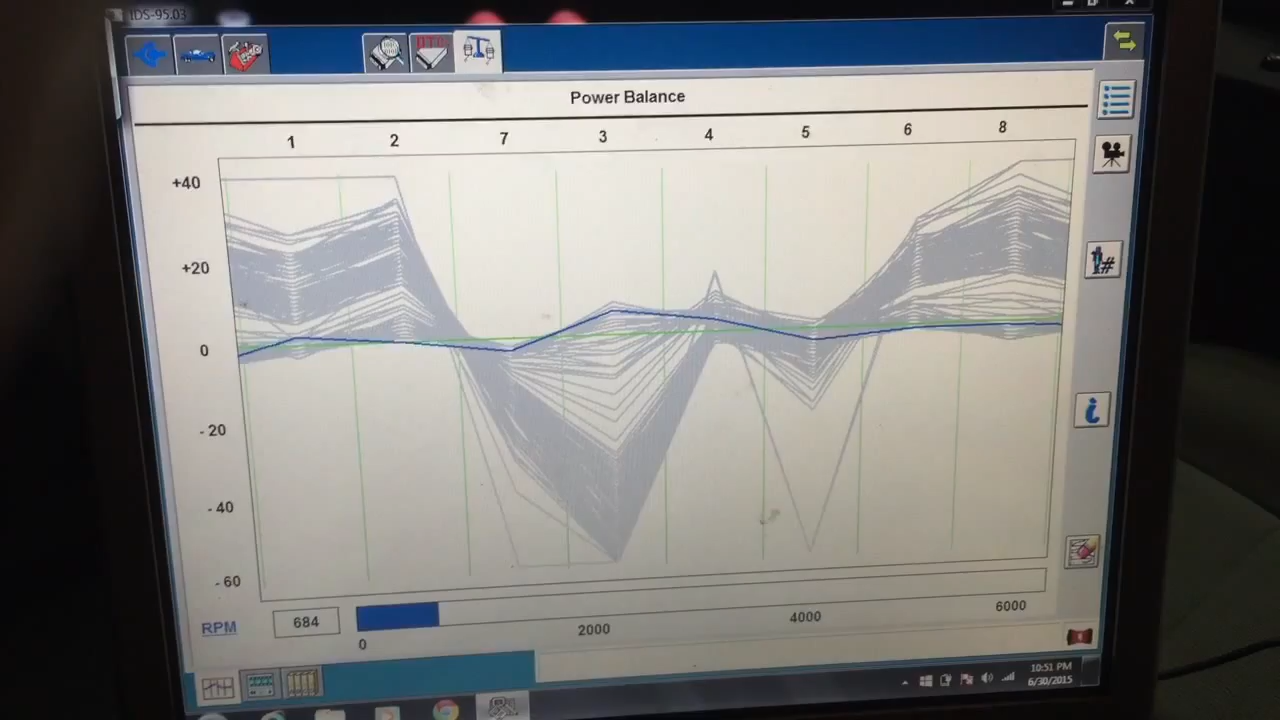 IDS-95.03
DTC
Power Balance
1 2 7 3 4 5 6 8
+40
+20
0
- 20
- 40
- 60
#
i
RPM 684
0 2000 4000 6000
10:51 PM
6/30/2015